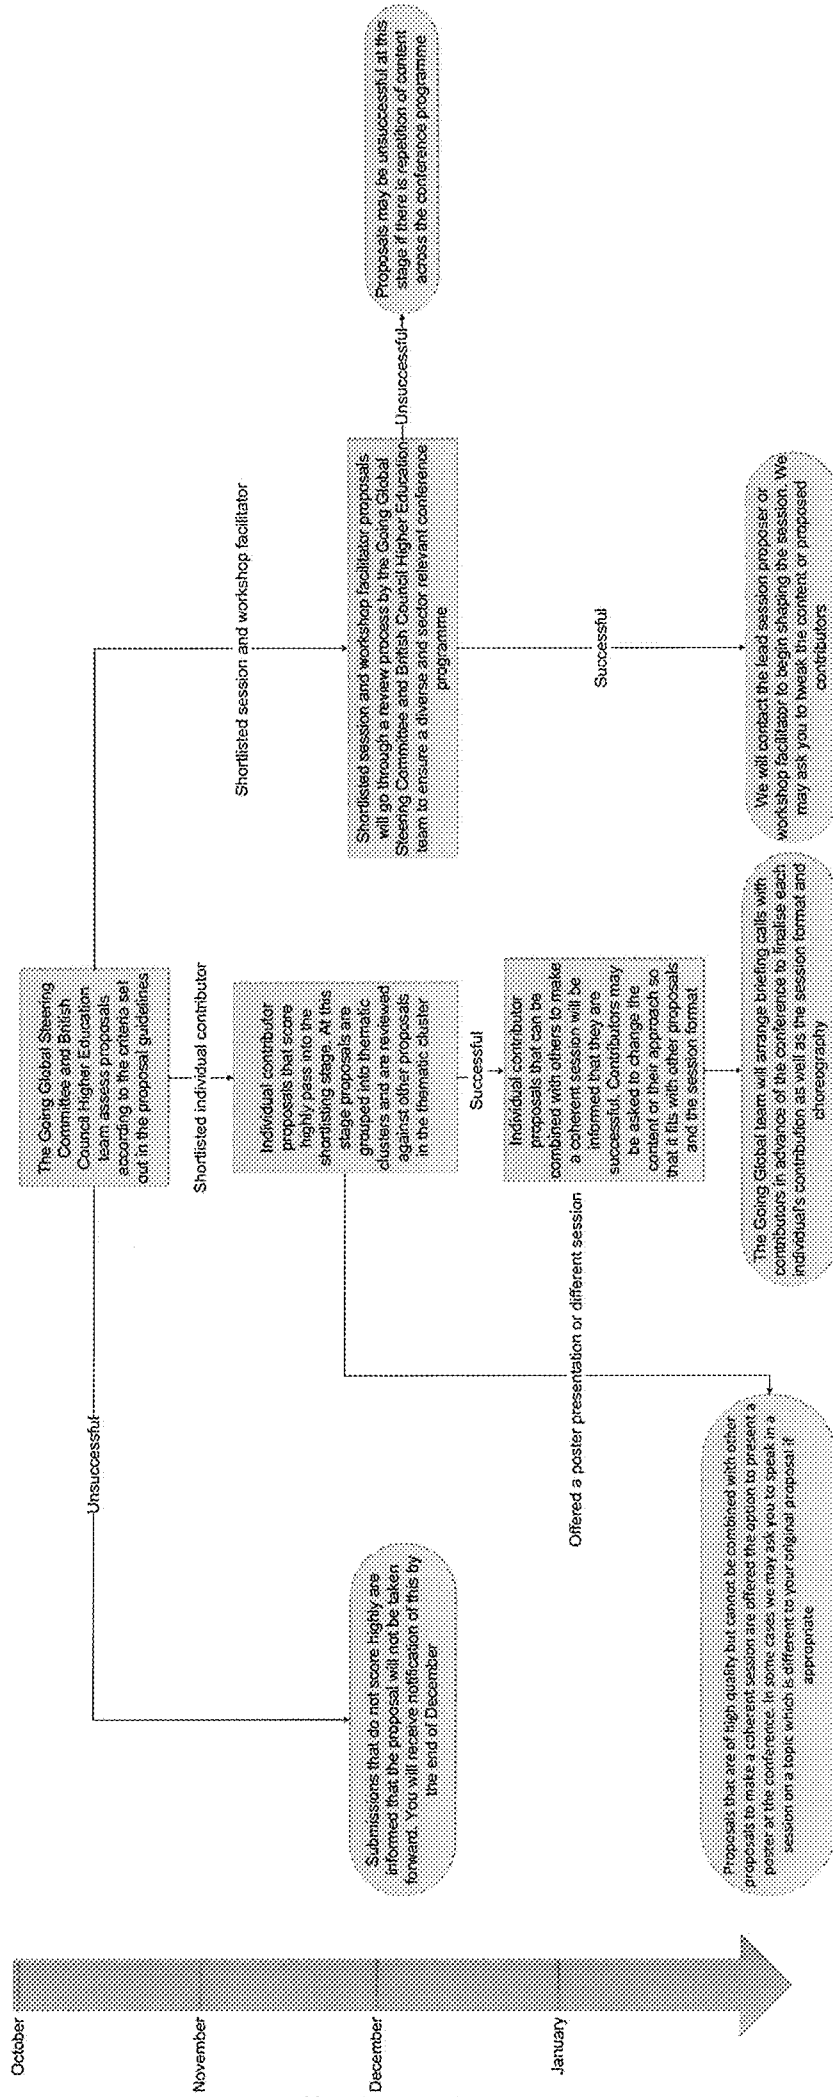 October
November
December
January
The Going Global Steering
Committee and British
Council Higher Education
team assess proposals
according to the criteria set
out in the proposal guidelines
Unsuccessful
Shortlisted individual contributor
Shortlisted session and workshop facilitator
Submissions that do not score highly are
informed that the proposal will not be taken
forward. You will receive notification of this by
the end of December
Individual contributor
proposals that score
highly pass into the
shortlisting stage. At this
stage proposals are
grouped into thematic
clusters and are reviewed
against other proposals
in the thematic cluster
Shortlisted session and workshop facilitator proposals
will go through a review process by the Going Global
Steering Committee and British Council Higher Education
team to ensure a diverse and sector relevant conference
programme
Unsuccessful
Proposals may be unsuccessful at this
stage if there is repetition of content
across the conference programme
Successful
Individual contributor
proposals that can be
combined with others to make
a coherent session will be
informed that they are
successful. Contributors may
be asked to change the
content or their approach so
that it fits with other proposals
and the session format
Offered a poster presentation or different session
Successful
Proposals that are of high quality but cannot be combined with other
proposals to make a coherent session are offered the option to present a
poster at the conference. In some cases we may ask you to speak in a
session on a topic which is different to your original proposal if
appropriate
The Going Global team will arrange briefing calls with
contributors in advance of the conference to finalise each
individual's contribution as well as the session format and
choreography
We will contact the lead session proposer or
workshop facilitator to begin shaping the session. We
may ask you to tweak the content or proposed
contributors